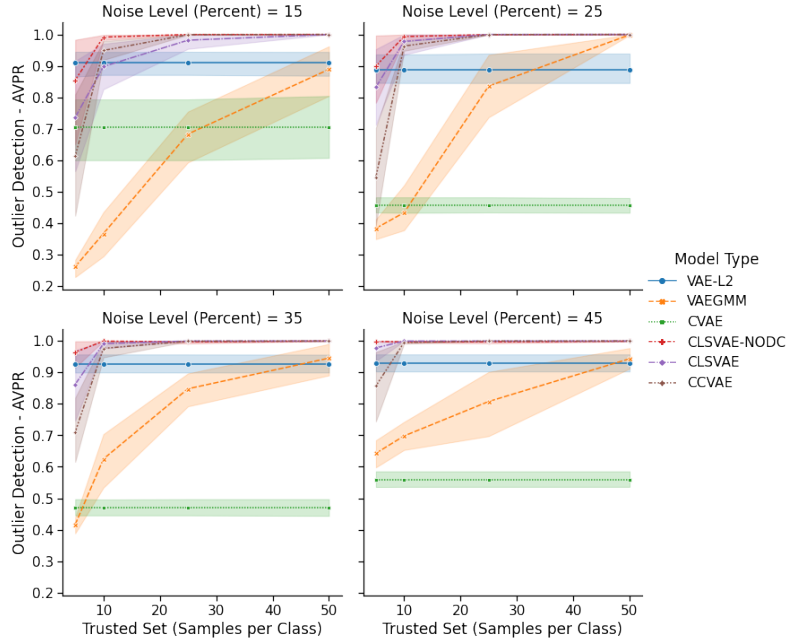 Noise Level (Percent) = 15
Noise Level (Percent) = 25
Outlier Detection - AVPR
1.0
0.9
0.8
0.7
0.6
0.5
0.4
0.3
0.2
1.0
0.9
0.8
0.7
0.6
0.5
0.4
0.3
0.2
Model Type
VAE-L2
VAEGMM
CVAE
CLSVAE-NODC
CLSVAE
CCVAE
Noise Level (Percent) = 35
Noise Level (Percent) = 45
Outlier Detection - AVPR
10 20 30 40 50
10 20 30 40 50
Trusted Set (Samples per Class)
Trusted Set (Samples per Class)